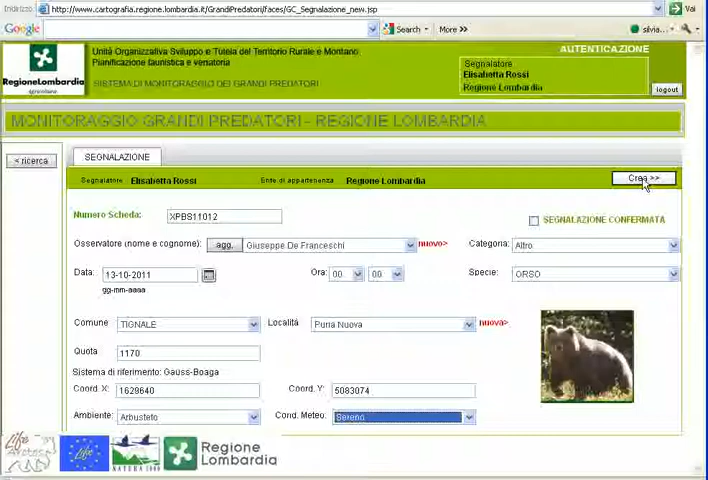 Indirizzo http://www.cartografia.regione.lombardia.it/GrandiPredatori/faces/GC_Segnalazione_new.jsp Vai
Google Search More >> silvia...
Unità Organizzativa Sviluppo e Tutela del Territorio Rurale e Montano
Pianificazione faunistica e venatoria
SISTEMA DI MONITORAGGIO DEI GRANDI PREDATORI
RegioneLombardia
AUTENTICAZIONE
Segnalatore
Elisabetta Rossi
Regione Lombardia
logout
MONITORAGGIO GRANDI PREDATORI - REGIONE LOMBARDIA
< ricerca
SEGNALAZIONE
Segnalatore Elisabetta Rossi Ente di appartenenza Regione Lombardia Crea >>
Numero Scheda: XPBS11012 SEGNALAZIONE CONFERMATA
Osservatore (nome e cognome): agg. Giuseppe De Franceschi nuovo> Categoria: Altro
Data: 13-10-2011 Ora: 00 00 Specie: ORSO
gg-mm-aaaa
Comune TIGNALE Località Puria Nuova nuova>
Quota 1170
Sistema di riferimento: Gauss-Boaga
Coord. X: 1629640 Coord. Y: 5083074
Ambiente: Arbusteto Cond. Meteo: Sereno
Life
NATURA 2000
Regione
Lombardia